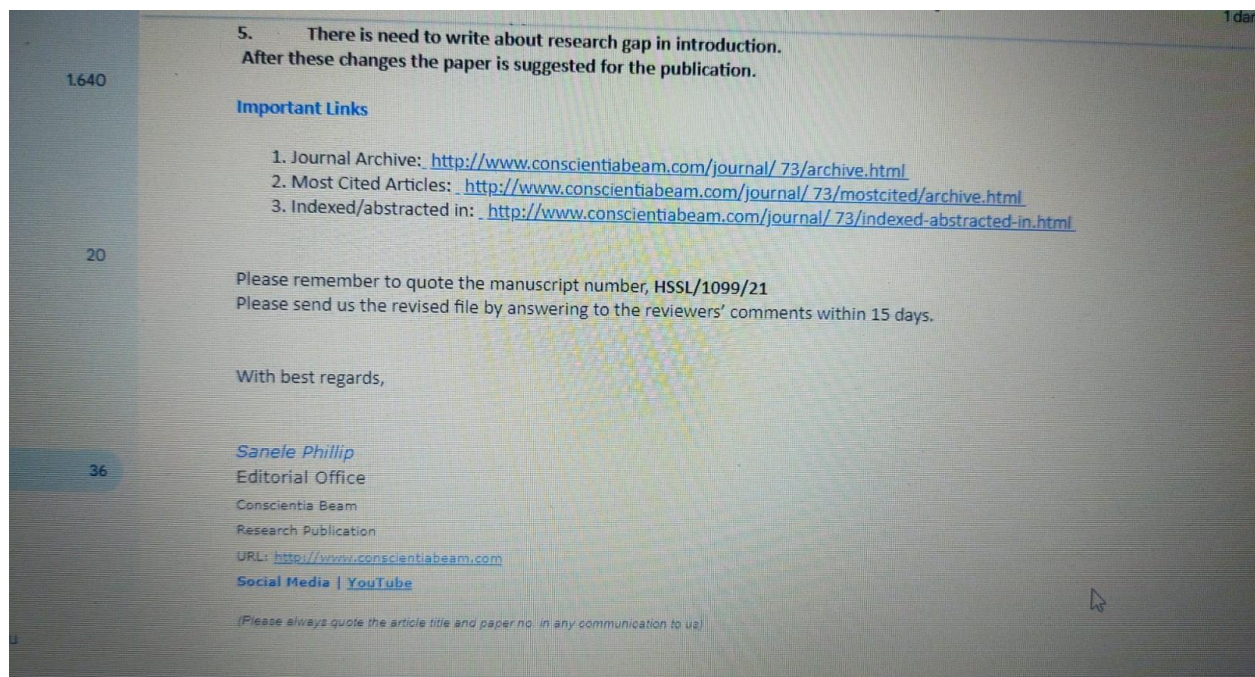 1 dar
5. There is need to write about research gap in introduction.
After these changes the paper is suggested for the publication.
1.640
Important Links
1. Journal Archive: http://www.conscientiabeam.com/journal/ 73/archive.html
2. Most Cited Articles: http://www.conscientiabeam.com/journal/ 73/mostcited/archive.html
3. Indexed/abstracted in: http://www.conscientiabeam.com/journal/ 73/indexed-abstracted-in.html
20
Please remember to quote the manuscript number, HSSL/1099/21
Please send us the revised file by answering to the reviewers' comments within 15 days.
With best regards,
Sanele Phillip
36
Editorial Office
Conscientia Beam
Research Publication
URL: http://www.conscientiabeam.com
Social Media | YouTube
(Please always quote the article title and paper no. in any communication to us)